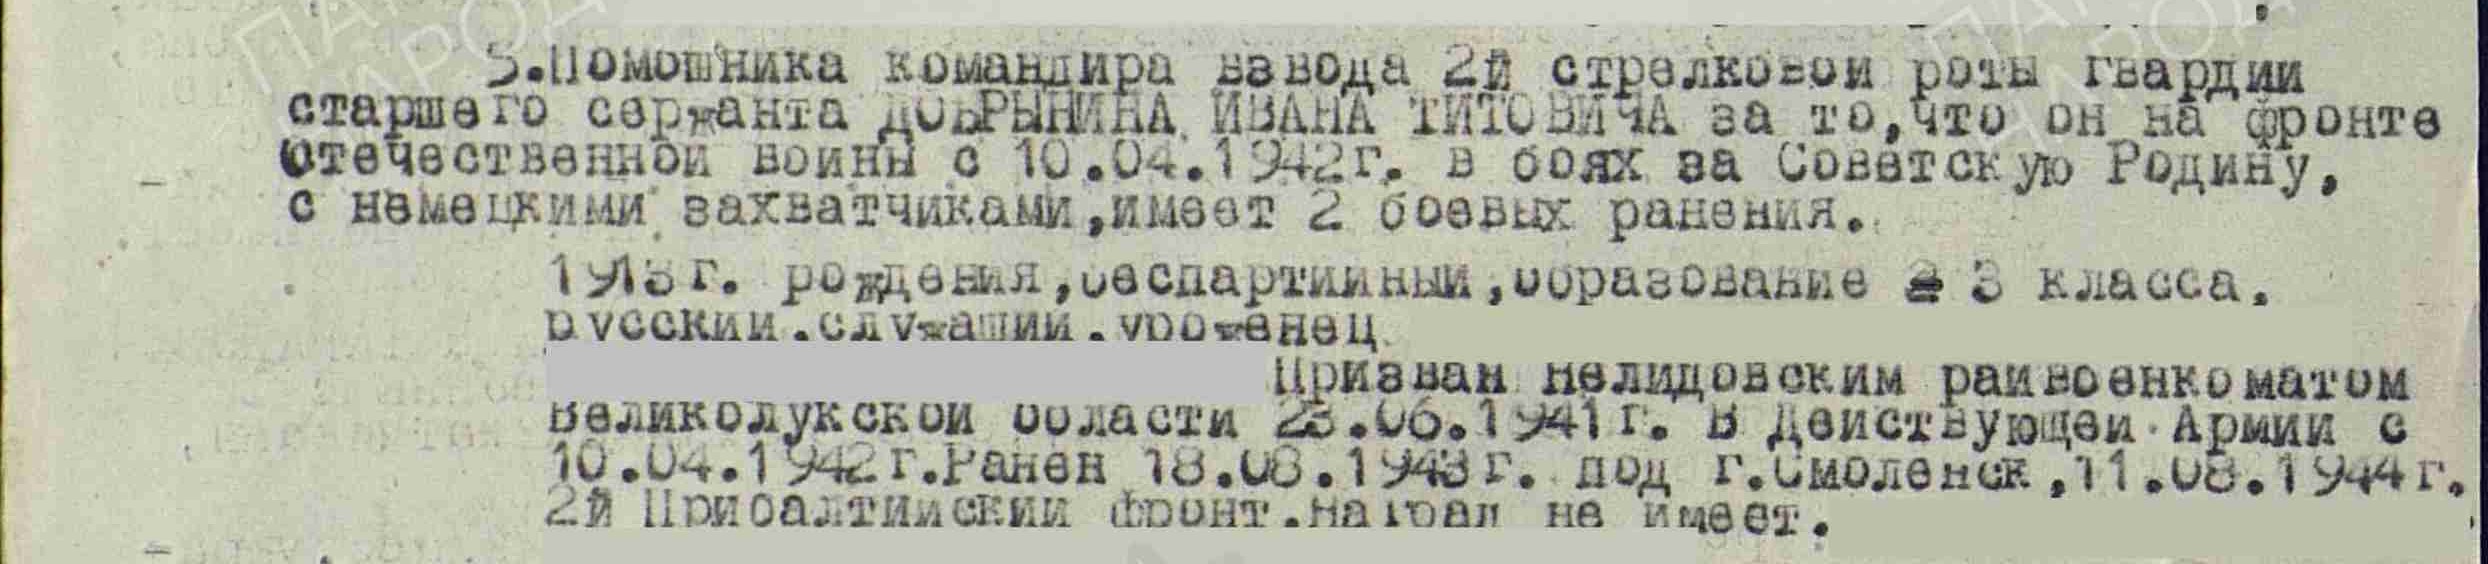 5.Помошника командира взвода 2й стрелковой роты гвардии
старшего сержанта ДОБРЫНИНА ИВАНА ТИТОВИЧА за то,что он на фронте
Отечественной войны с 10.04.1942г. в боях за Советскую Родину,
с немецкими захватчиками,имеет 2 боевых ранения.
1913г. рождения,беспартийный,образование 3 класса.
русский.служащий.уроженец
Призван Нелидовским райвоенкоматом
Великолукской области 23.06.1941г. В Действующей Армии с
10.04.1942г.Ранен 18.08.1943г. под г.Смоленск,11.08.1944г.
2й Прибалтийский фронт.наград не имеет.